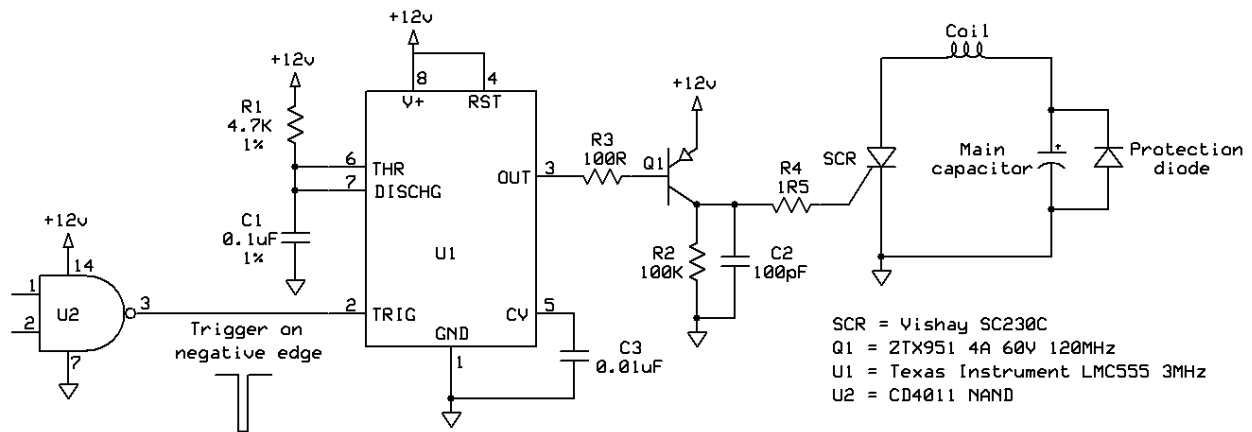 +12v
+12v
R1
4.7K
1%
8
4
V+
RST
6
THR
7
DISCHG
OUT
3
C1
0.1uF
1%
U1
+12v
14
1
2
U2
3
7
2
TRIG
Trigger on
negative edge
GND
1
CV
5
C3
0.01uF
R3
100R
Q1
+12v
R2
100K
C2
100pF
R4
1R5
SCR
Coil
+
Main
capacitor
Protection
diode
SCR = Vishay SC230C
Q1 = ZTX951 4A 60V 120MHz
U1 = Texas Instrument LMC555 3MHz
U2 = CD4011 NAND